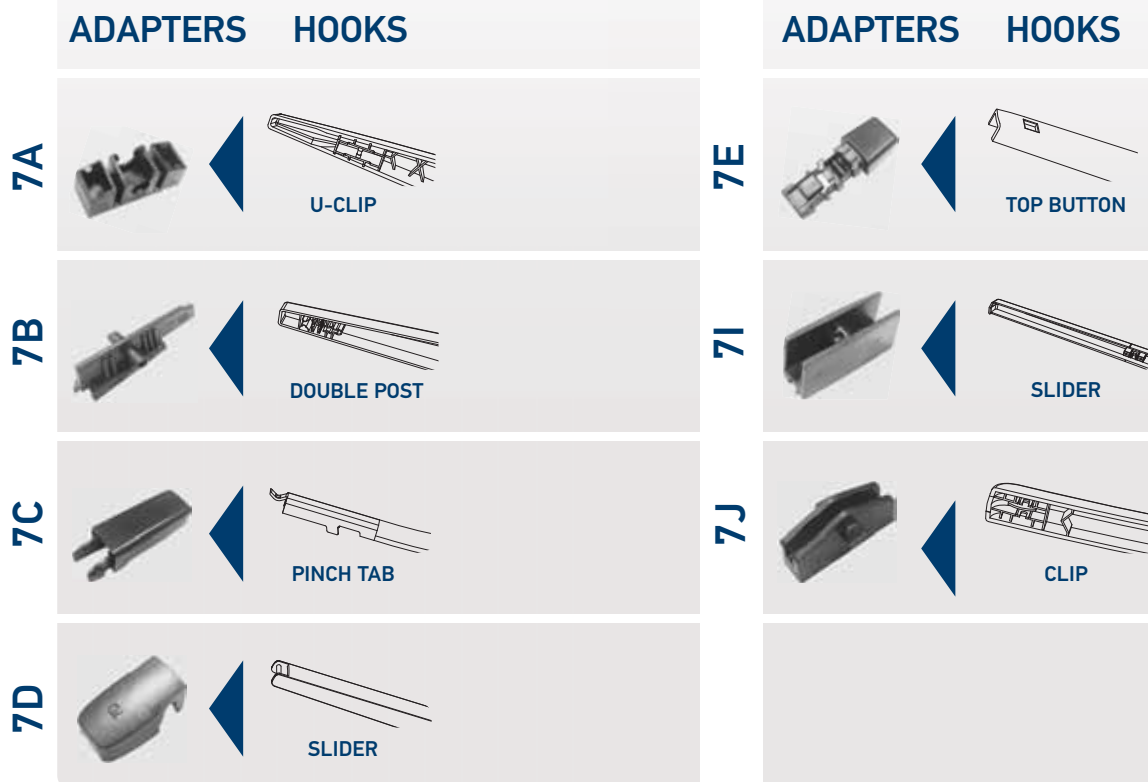 ADAPTERS HOOKS
7A
U-CLIP
7B
DOUBLE POST
7C
PINCH TAB
7D
SLIDER
ADAPTERS HOOKS
7E
TOP BUTTON
7I
SLIDER
7J
CLIP